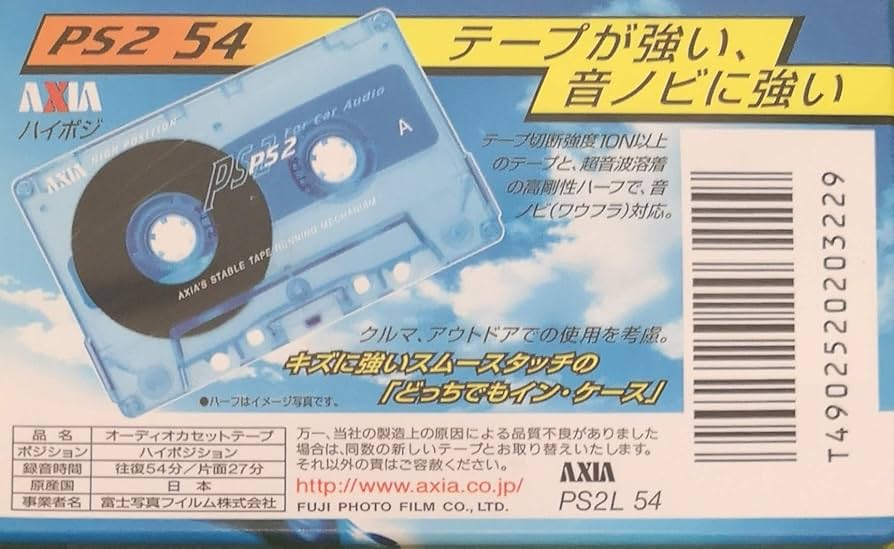 PS2 54
テープが強い、
音ノビに強い
AXIA
ハイポジ
AXIA HIGH POSITION
PS2 For Car Audio
PS2
A
AXIA'S STABLE TAPE RUNNING MECHANISM
テープ切断強度10N以上
のテープと、超音波溶着
の高剛性ハーフで、音
ノビ(ワウフラ)対応。
クルマ、アウトドアでの使用を考慮。
キズに強いスムースタッチの
「どっちでもイン・ケース」
●ハーフはイメージ写真です。
T4902520203229
品名 オーディオカセットテープ
ポジション ハイポジション
録音時間 往復54分/片面27分
原産国 日本
事業者名 富士写真フイルム株式会社
万一、当社の製造上の原因による品質不良がありました
場合は、同数の新しいテープとお取り替えいたします。
それ以外の責はご容赦ください。
http://www.axia.co.jp/
FUJI PHOTO FILM CO., LTD.
AXIA
PS2L 54